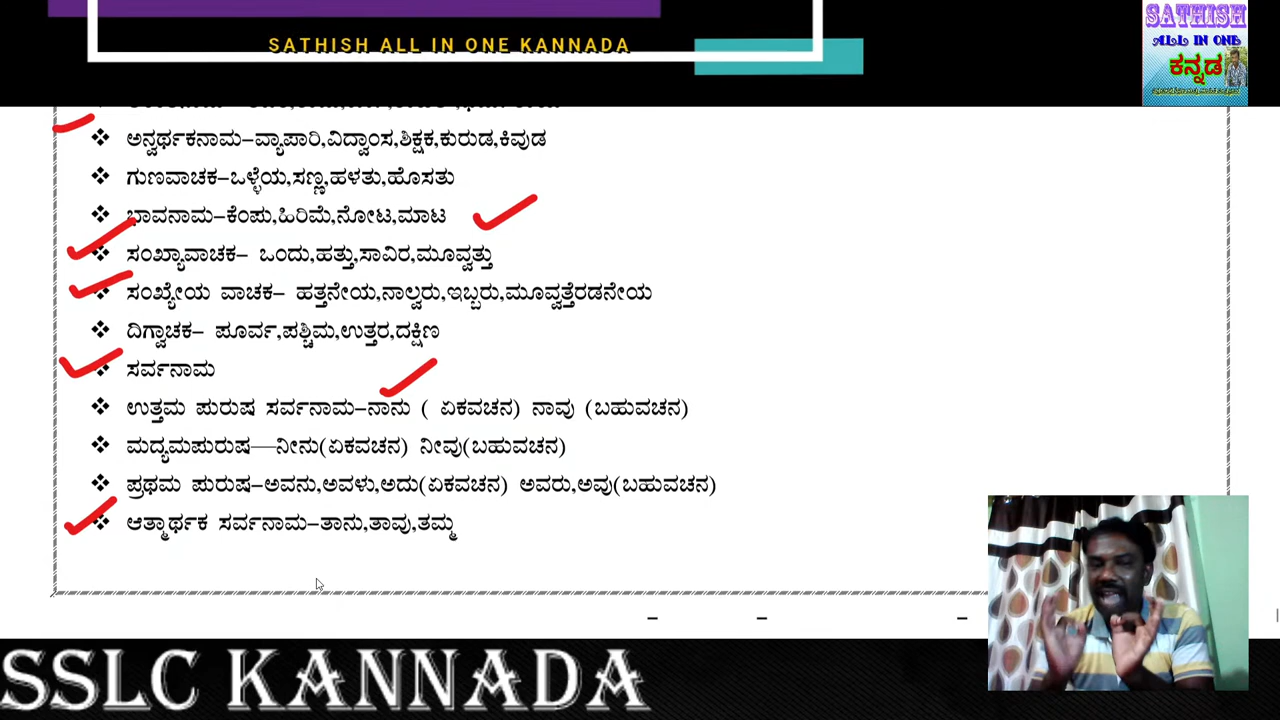 SATHISH ALL IN ONE KANNADA
SATHISH
ALL IN ONE
ಕನ್ನಡ
❖ ಅನ್ವರ್ಥಕನಾಮ–ವ್ಯಾಪಾರಿ,ವಿದ್ವಾಂಸ,ಶಿಕ್ಷಕ,ಕುರುಡ,ಕಿವುಡ
❖ ಗುಣವಾಚಕ–ಒಳ್ಳೆಯ,ಸಣ್ಣ,ಹಳತು,ಹೊಸತು
❖ ಭಾವನಾಮ–ಕೆಂಪು,ಹಿರಿಮೆ,ನೋಟ,ಮಾಟ
❖ ಸಂಖ್ಯಾವಾಚಕ– ಒಂದು,ಹತ್ತು,ಸಾವಿರ,ಮೂವ್ವತ್ತು
❖ ಸಂಖ್ಯೇಯ ವಾಚಕ– ಹತ್ತನೇಯ,ನಾಲ್ವರು,ಇಬ್ಬರು,ಮೂವ್ವತ್ತೆರಡನೇಯ
❖ ದಿಗ್ವಾಚಕ– ಪೂರ್ವ,ಪಶ್ಚಿಮ,ಉತ್ತರ,ದಕ್ಷಿಣ
❖ ಸರ್ವನಾಮ
❖ ಉತ್ತಮ ಪುರುಷ ಸರ್ವನಾಮ–ನಾನು ( ಏಕವಚನ) ನಾವು (ಬಹುವಚನ)
❖ ಮದ್ಯಮಪುರುಷ—ನೀನು(ಏಕವಚನ) ನೀವು(ಬಹುವಚನ)
❖ ಪ್ರಥಮ ಪುರುಷ–ಅವನು,ಅವಳು,ಅದು(ಏಕವಚನ) ಅವರು,ಅವು(ಬಹುವಚನ)
❖ ಆತ್ಮಾರ್ಥಕ ಸರ್ವನಾಮ–ತಾನು,ತಾವು,ತಮ್ಮ
SSLC KANNADA